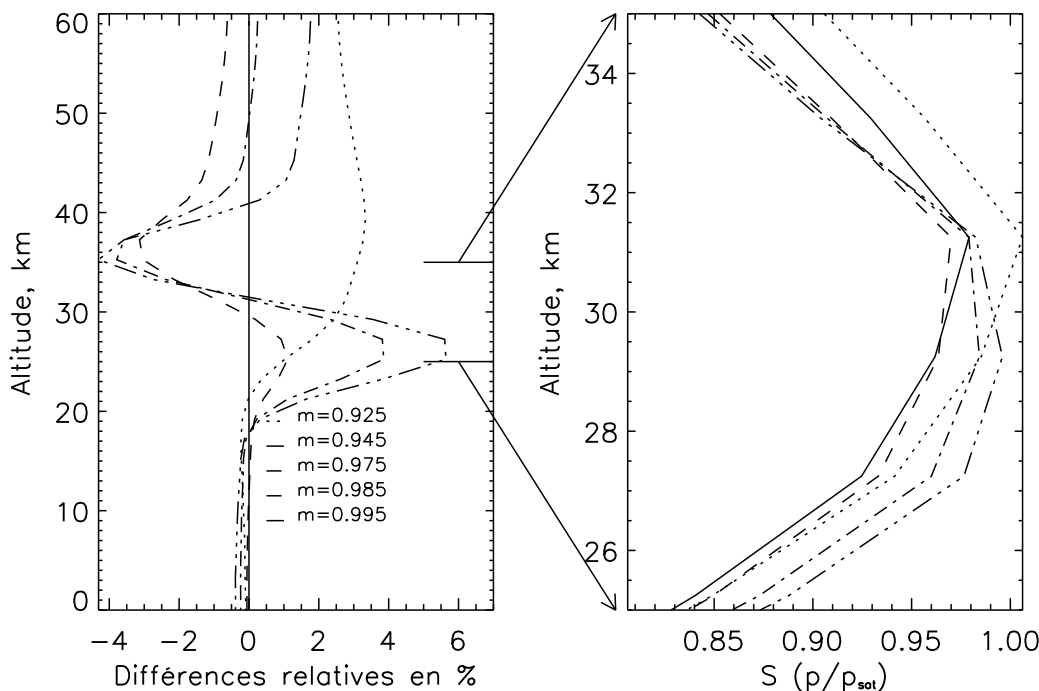 60
50
40
30
20
10
0
Altitude, km
−4 −2 0 2 4 6
Différences relatives en %
m=0.925
m=0.945
m=0.975
m=0.985
m=0.995
34
32
30
28
26
Altitude, km
0.85 0.90 0.95 1.00
S (p/psat)